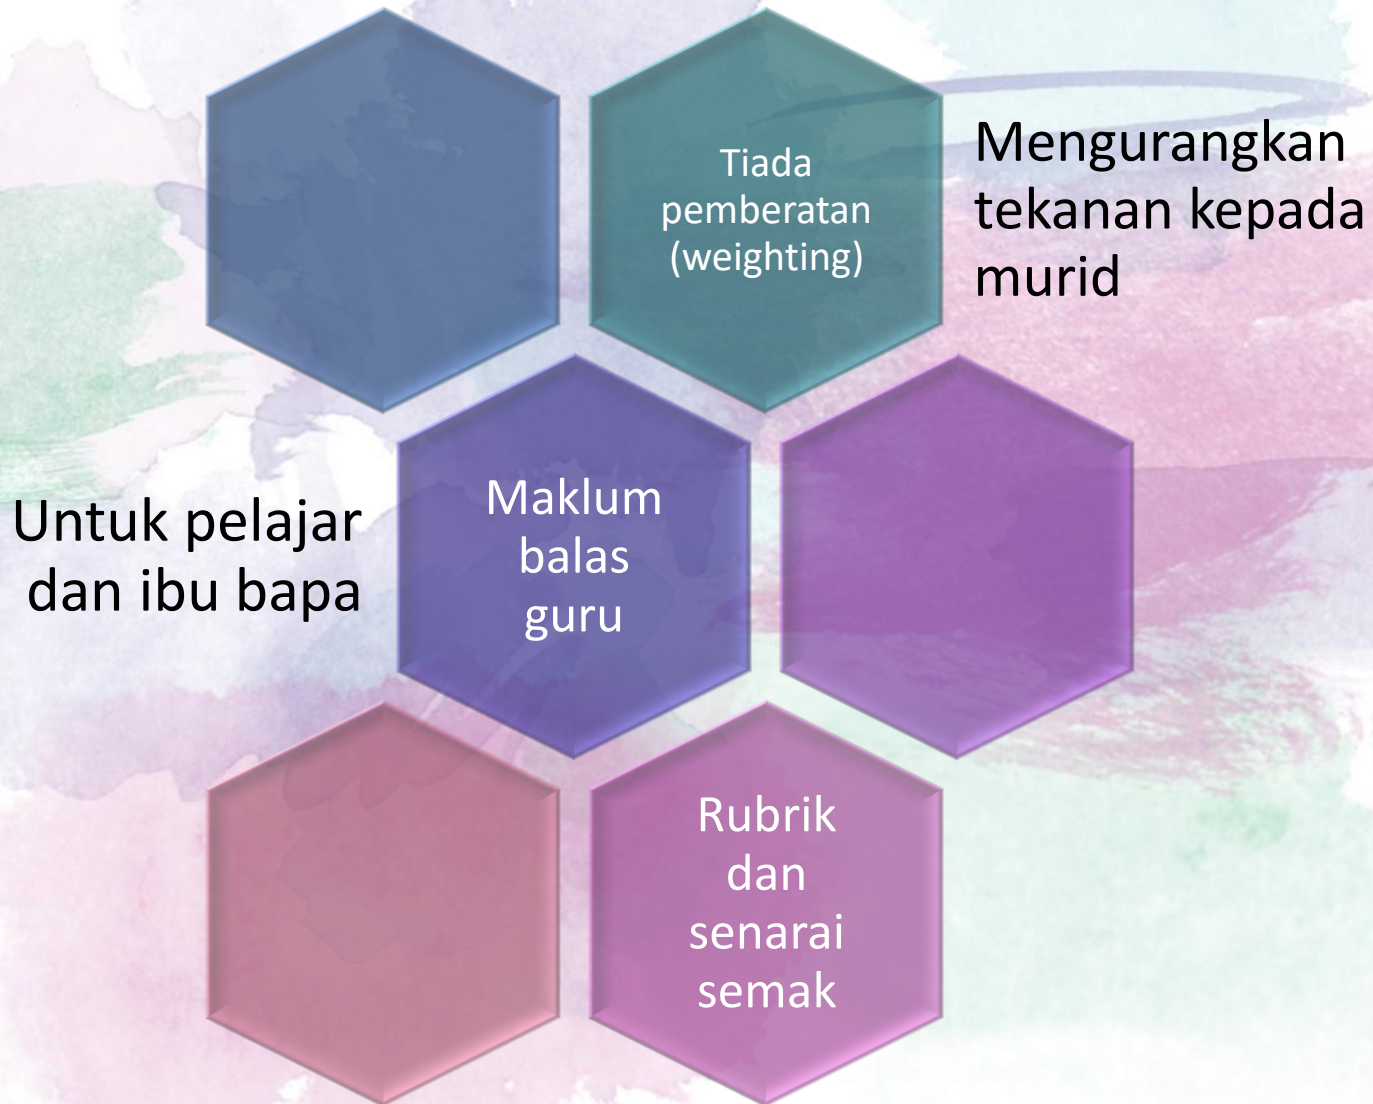 Tiada
pemberatan
(weighting)
Mengurangkan
tekanan kepada
murid
Untuk pelajar
dan ibu bapa
Maklum
balas
guru
Rubrik
dan
senarai
semak